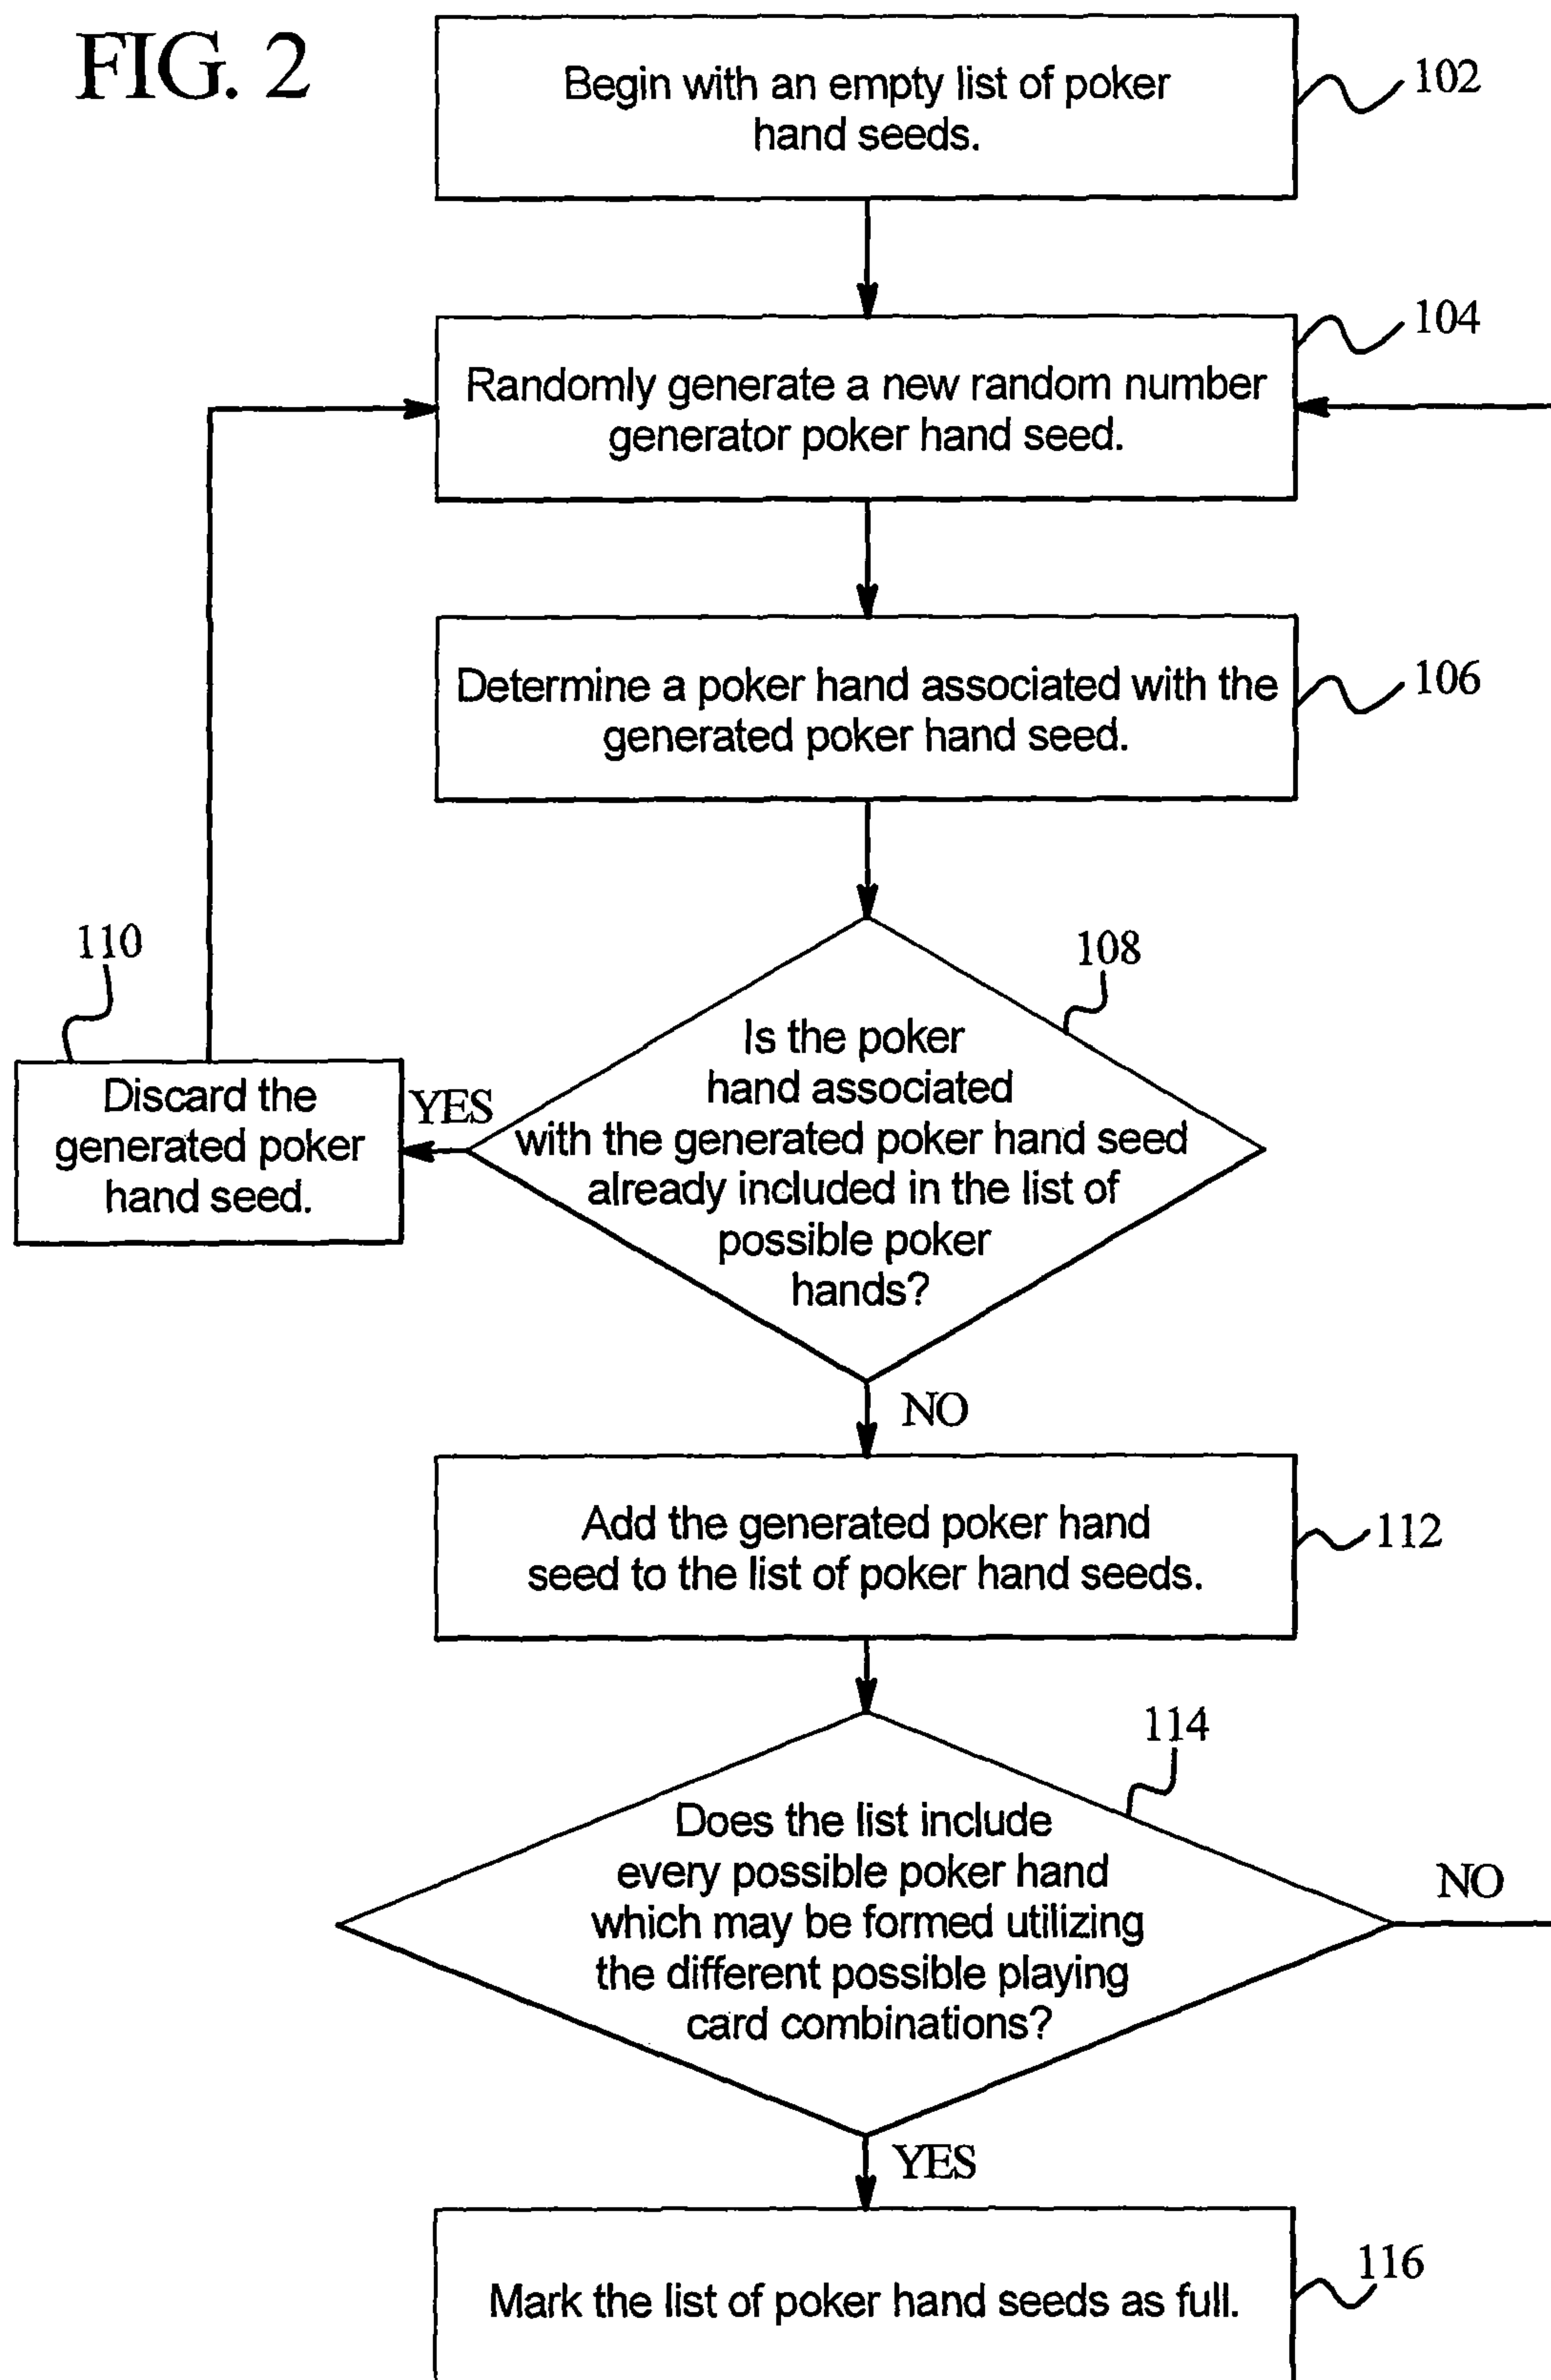 FIG. 2
Begin with an empty list of poker
hand seeds.
102
104
Randomly generate a new random number
generator poker hand seed.
Determine a poker hand associated with the
generated poker hand seed.
106
110
108
Is the poker
hand associated
with the generated poker hand seed
already included in the list of
possible poker
hands?
YES
Discard the
generated poker
hand seed.
NO
Add the generated poker hand
seed to the list of poker hand seeds.
112
114
Does the list include
every possible poker hand
which may be formed utilizing
the different possible playing
card combinations?
NO
YES
Mark the list of poker hand seeds as full.
116